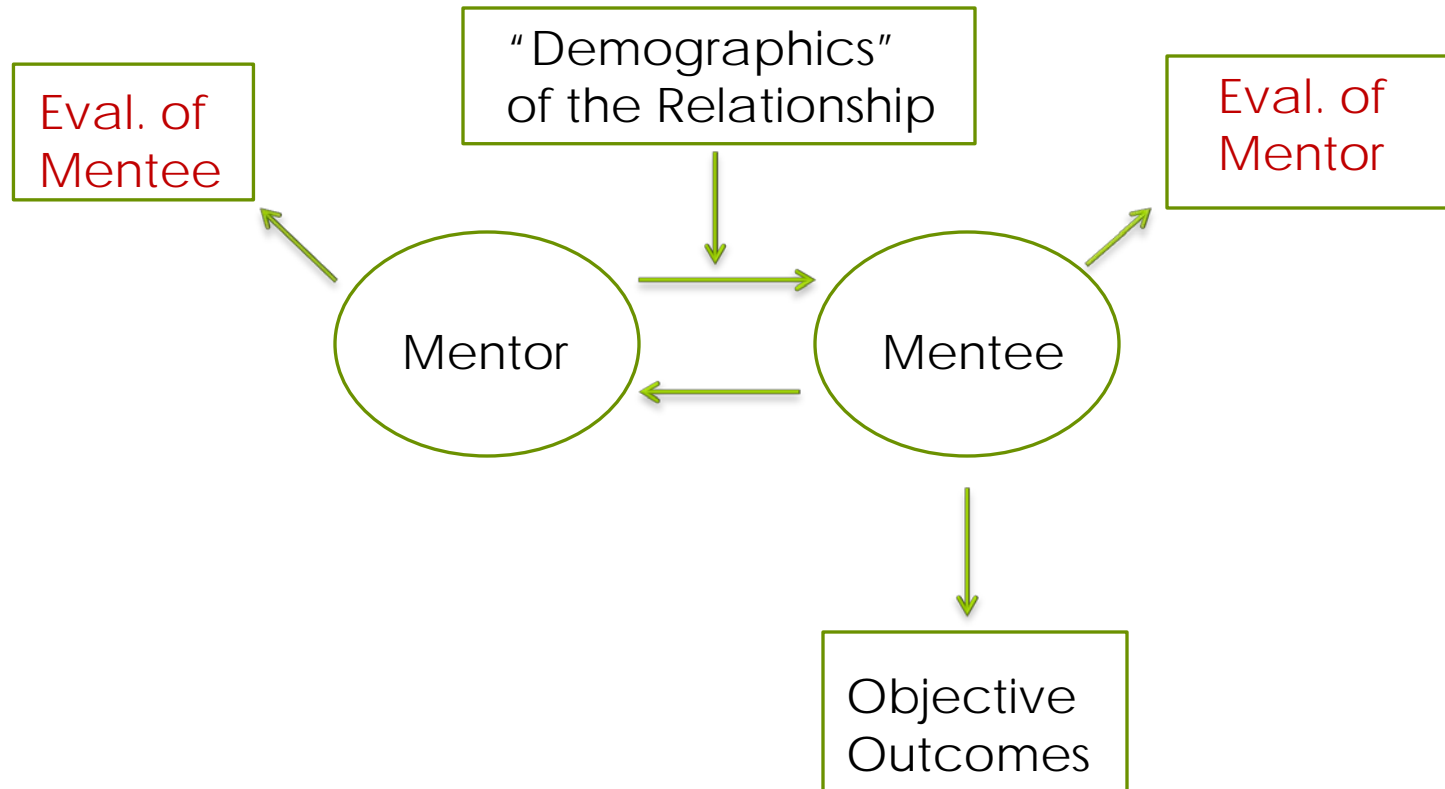 “Demographics”
of the Relationship
Eval. of
Mentee
Eval. of
Mentor
Mentor
Mentee
Objective
Outcomes